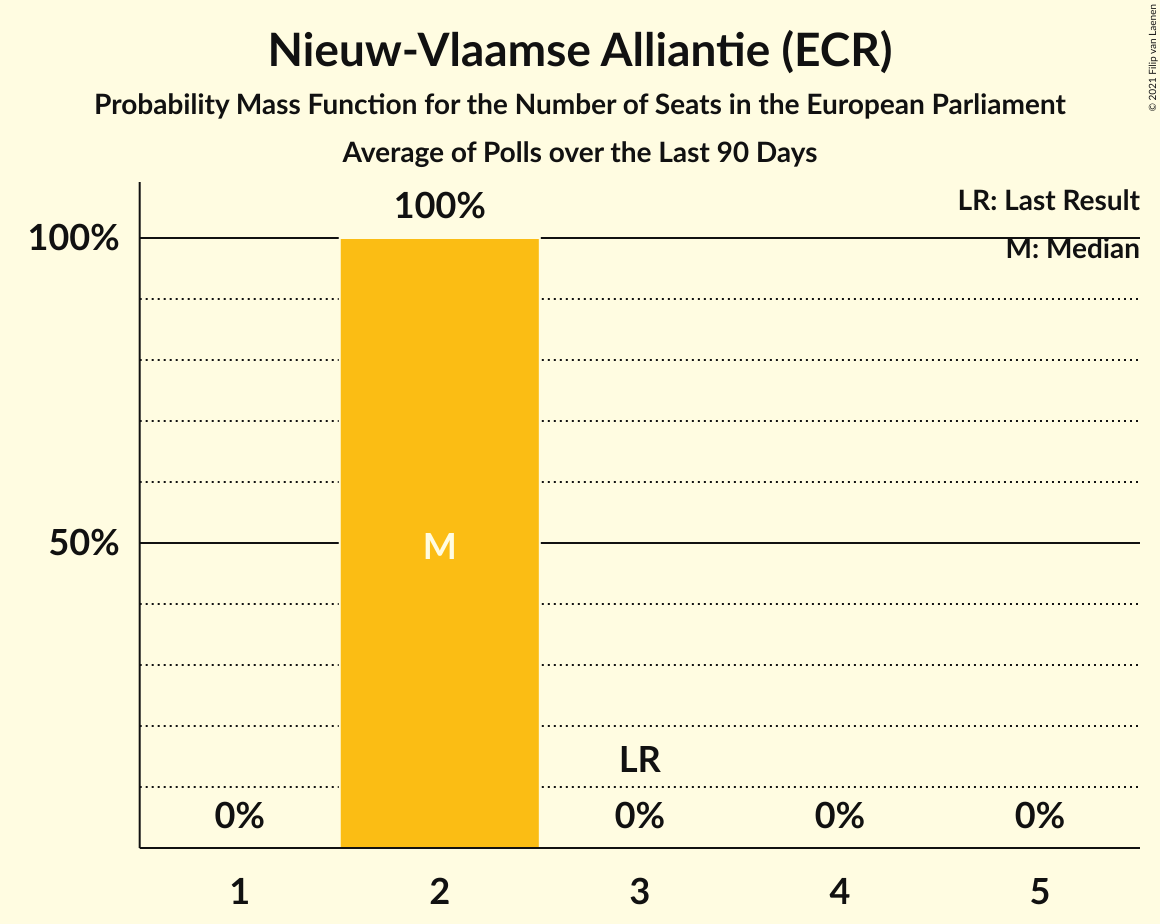 Nieuw-Vlaamse Alliantie (ECR)
Probability Mass Function for the Number of Seats in the European Parliament
Average of Polls over the Last 90 Days
© 2021 Filip van Laenen
LR: Last Result
M: Median
100%
100%
50%
M
LR
0%
0%
0%
0%
1
2
3
4
5